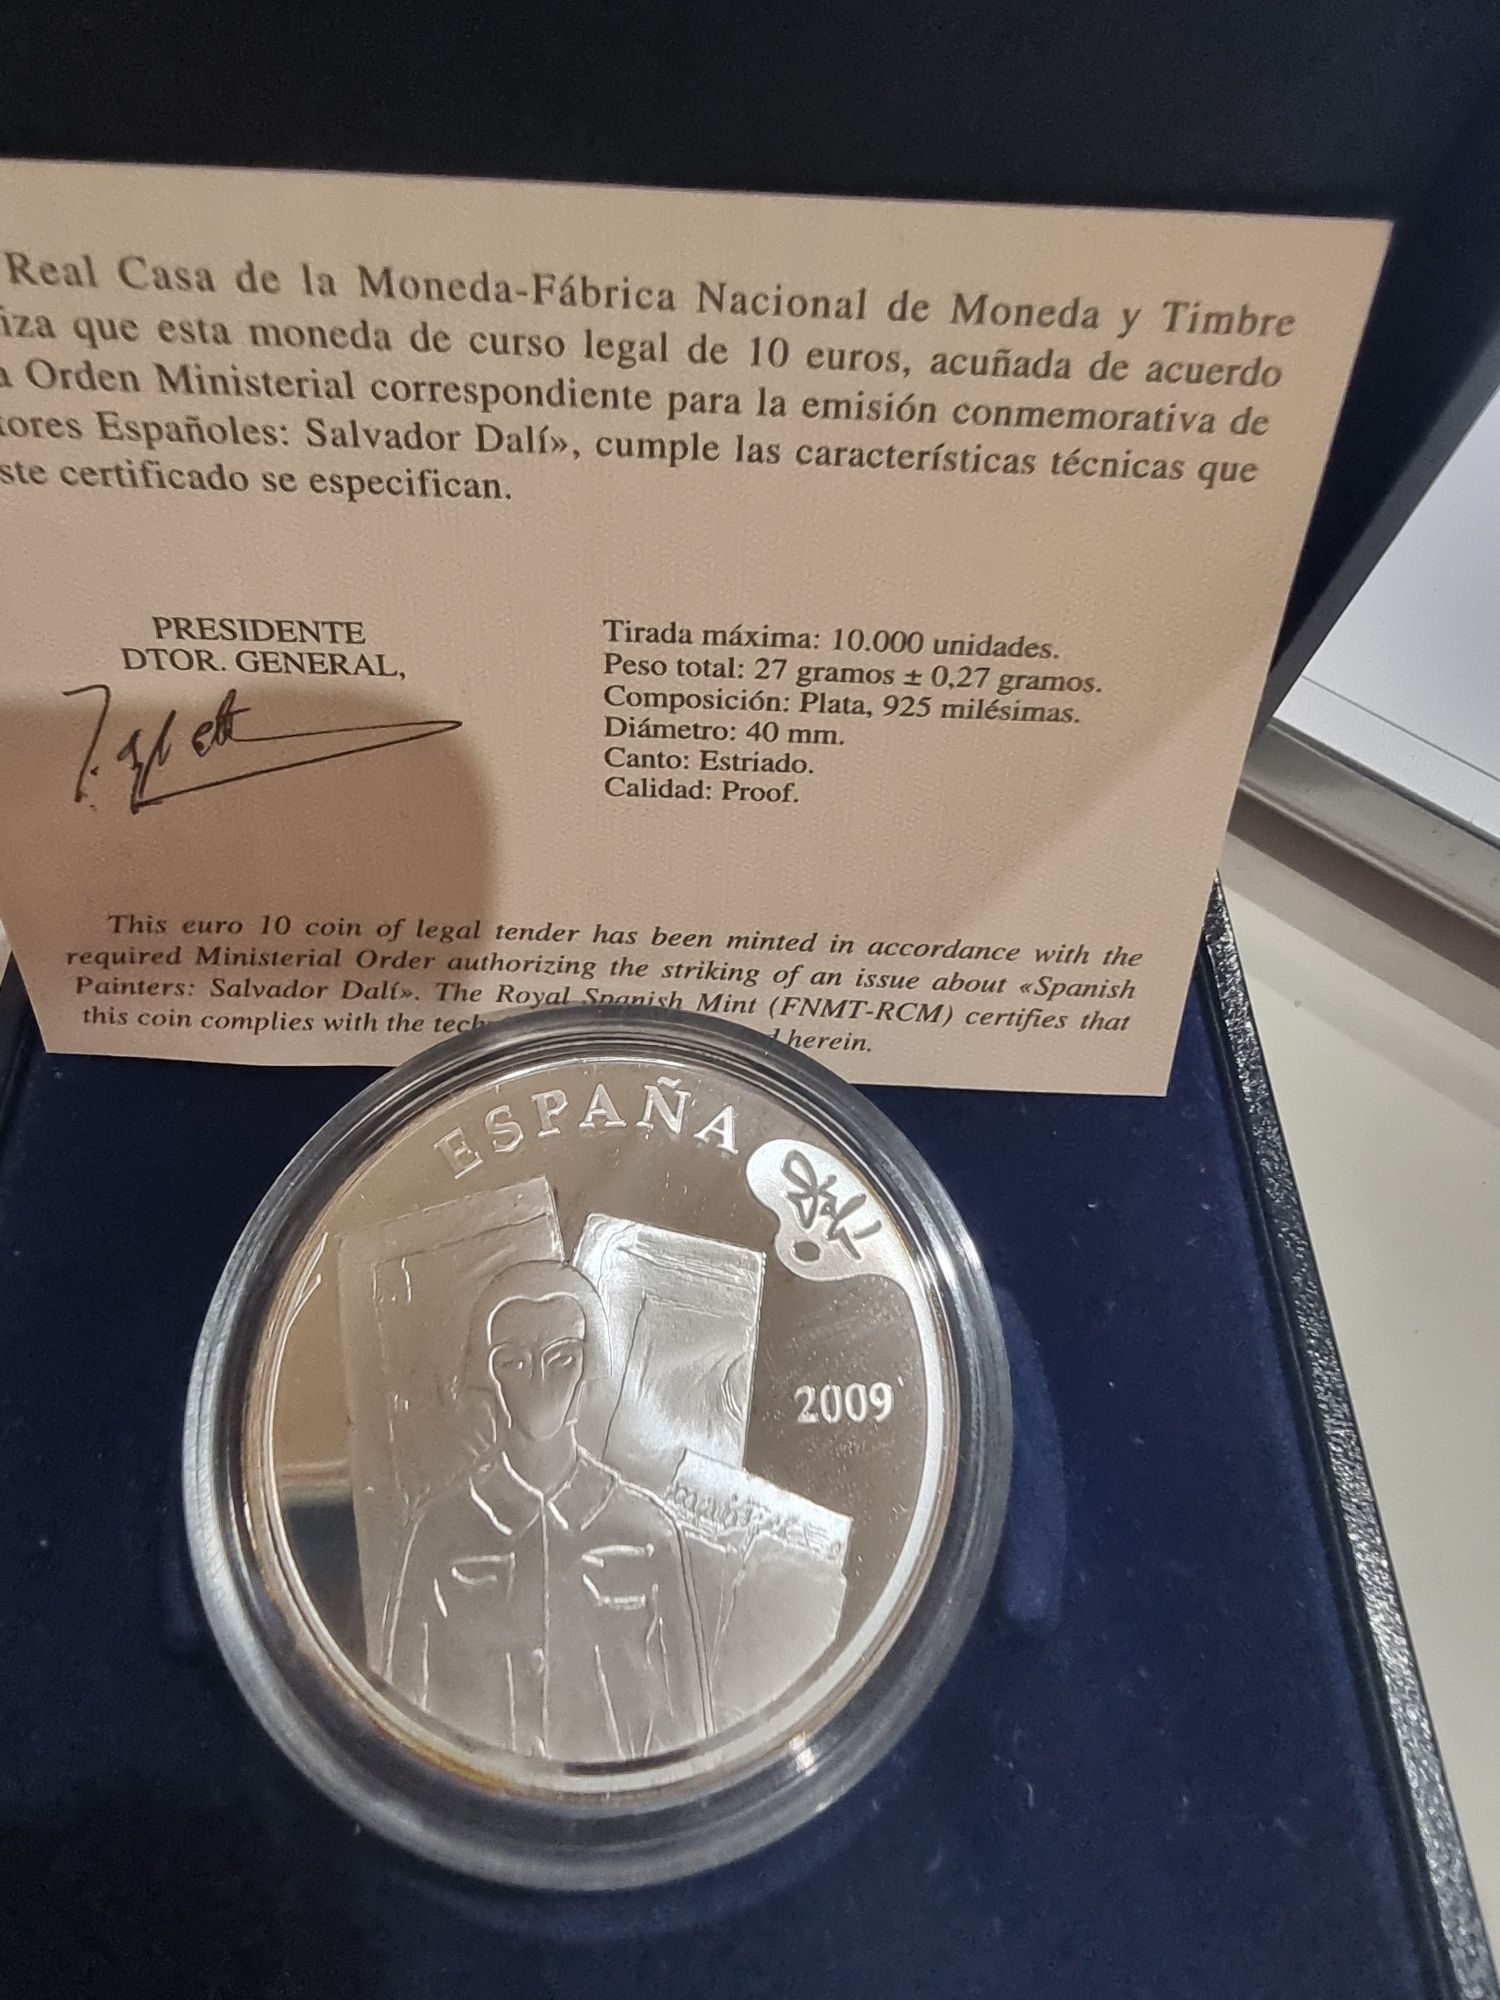 Real Casa de la Moneda-Fábrica Nacional de Moneda y Timbre
iza que esta moneda de curso legal de 10 euros, acuñada de acuerdo
a Orden Ministerial correspondiente para la emisión conmemorativa de
tores Españoles: Salvador Dalí», cumple las características técnicas que
ste certificado se especifican.
PRESIDENTE
DTOR. GENERAL,
Tirada máxima: 10.000 unidades.
Peso total: 27 gramos ± 0,27 gramos.
Composición: Plata, 925 milésimas.
Diámetro: 40 mm.
Canto: Estriado.
Calidad: Proof.
This euro 10 coin of legal tender has been minted in accordance with the
required Ministerial Order authorizing the striking of an issue about «Spanish
Painters: Salvador Dalí». The Royal Spanish Mint (FNMT-RCM) certifies that
this coin complies with the tech herein.
ESPAÑA
Dalí
2009